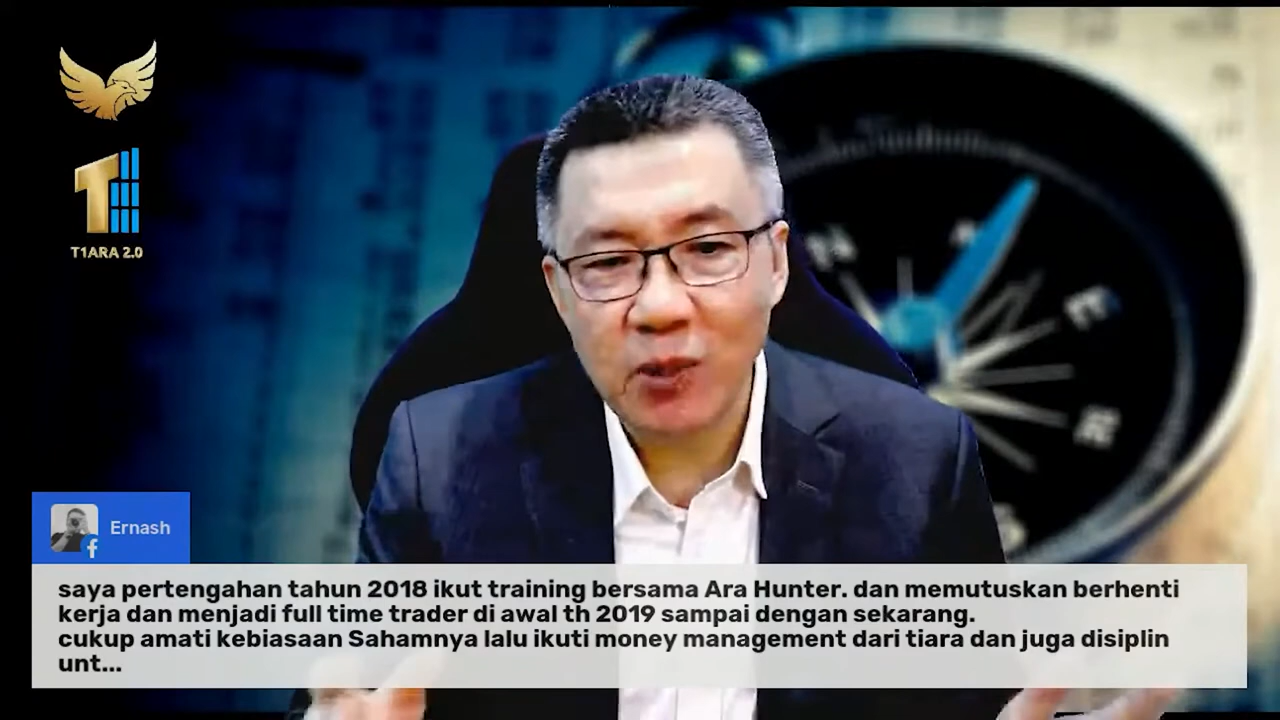 T1ARA 2.0
Ernash
saya pertengahan tahun 2018 ikut training bersama Ara Hunter. dan memutuskan berhenti
kerja dan menjadi full time trader di awal th 2019 sampai dengan sekarang.
cukup amati kebiasaan Sahamnya lalu ikuti money management dari tiara dan juga disiplin
unt...